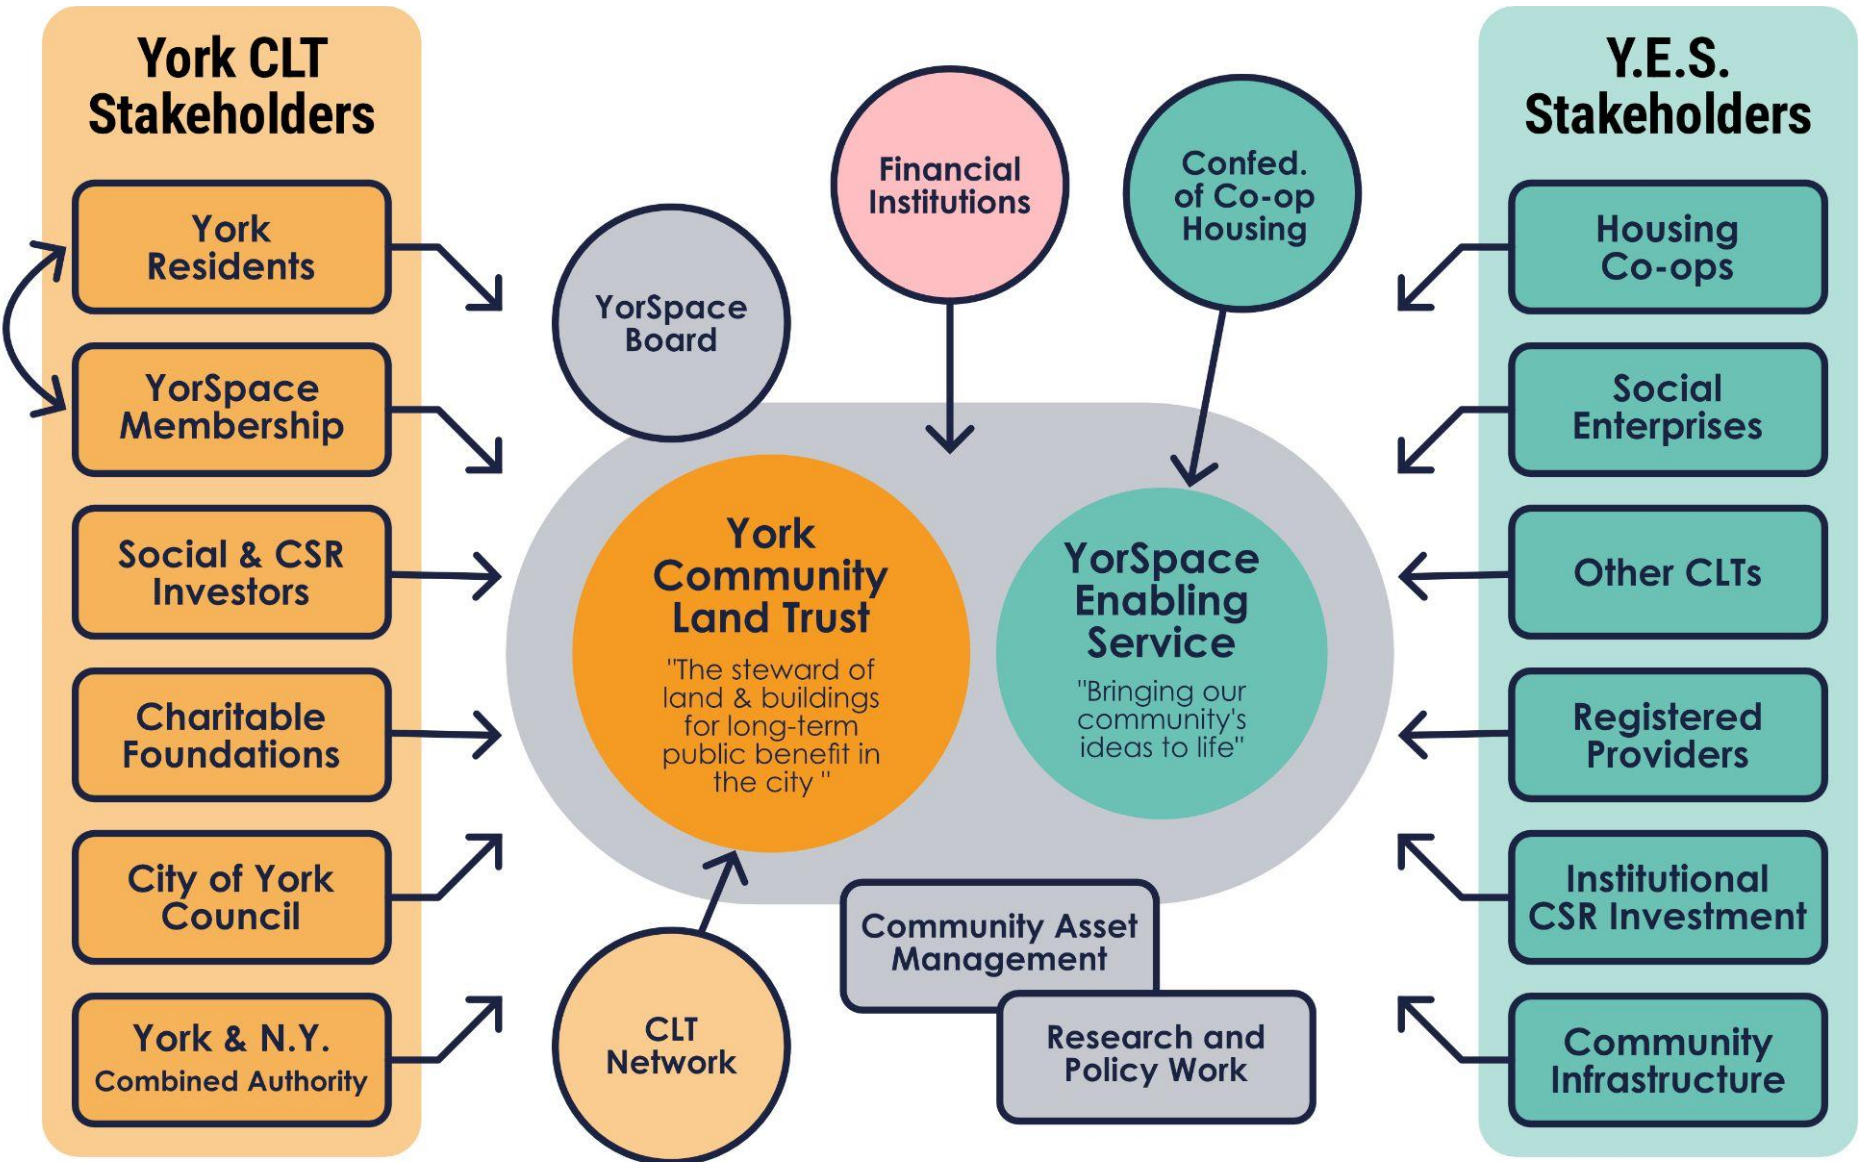 York CLT
Stakeholders
York
Residents
YorSpace
Membership
Social & CSR
Investors
Charitable
Foundations
City of York
Council
York & N.Y.
Combined Authority
YorSpace
Board
Financial
Institutions
Confed.
of Co-op
Housing
York
Community
Land Trust
"The steward of
land & buildings
for long-term
public benefit in
the city "
YorSpace
Enabling
Service
"Bringing our
community's
ideas to life"
CLT
Network
Community Asset
Management
Research and
Policy Work
Y.E.S.
Stakeholders
Housing
Co-ops
Social
Enterprises
Other CLTs
Registered
Providers
Institutional
CSR Investment
Community
Infrastructure